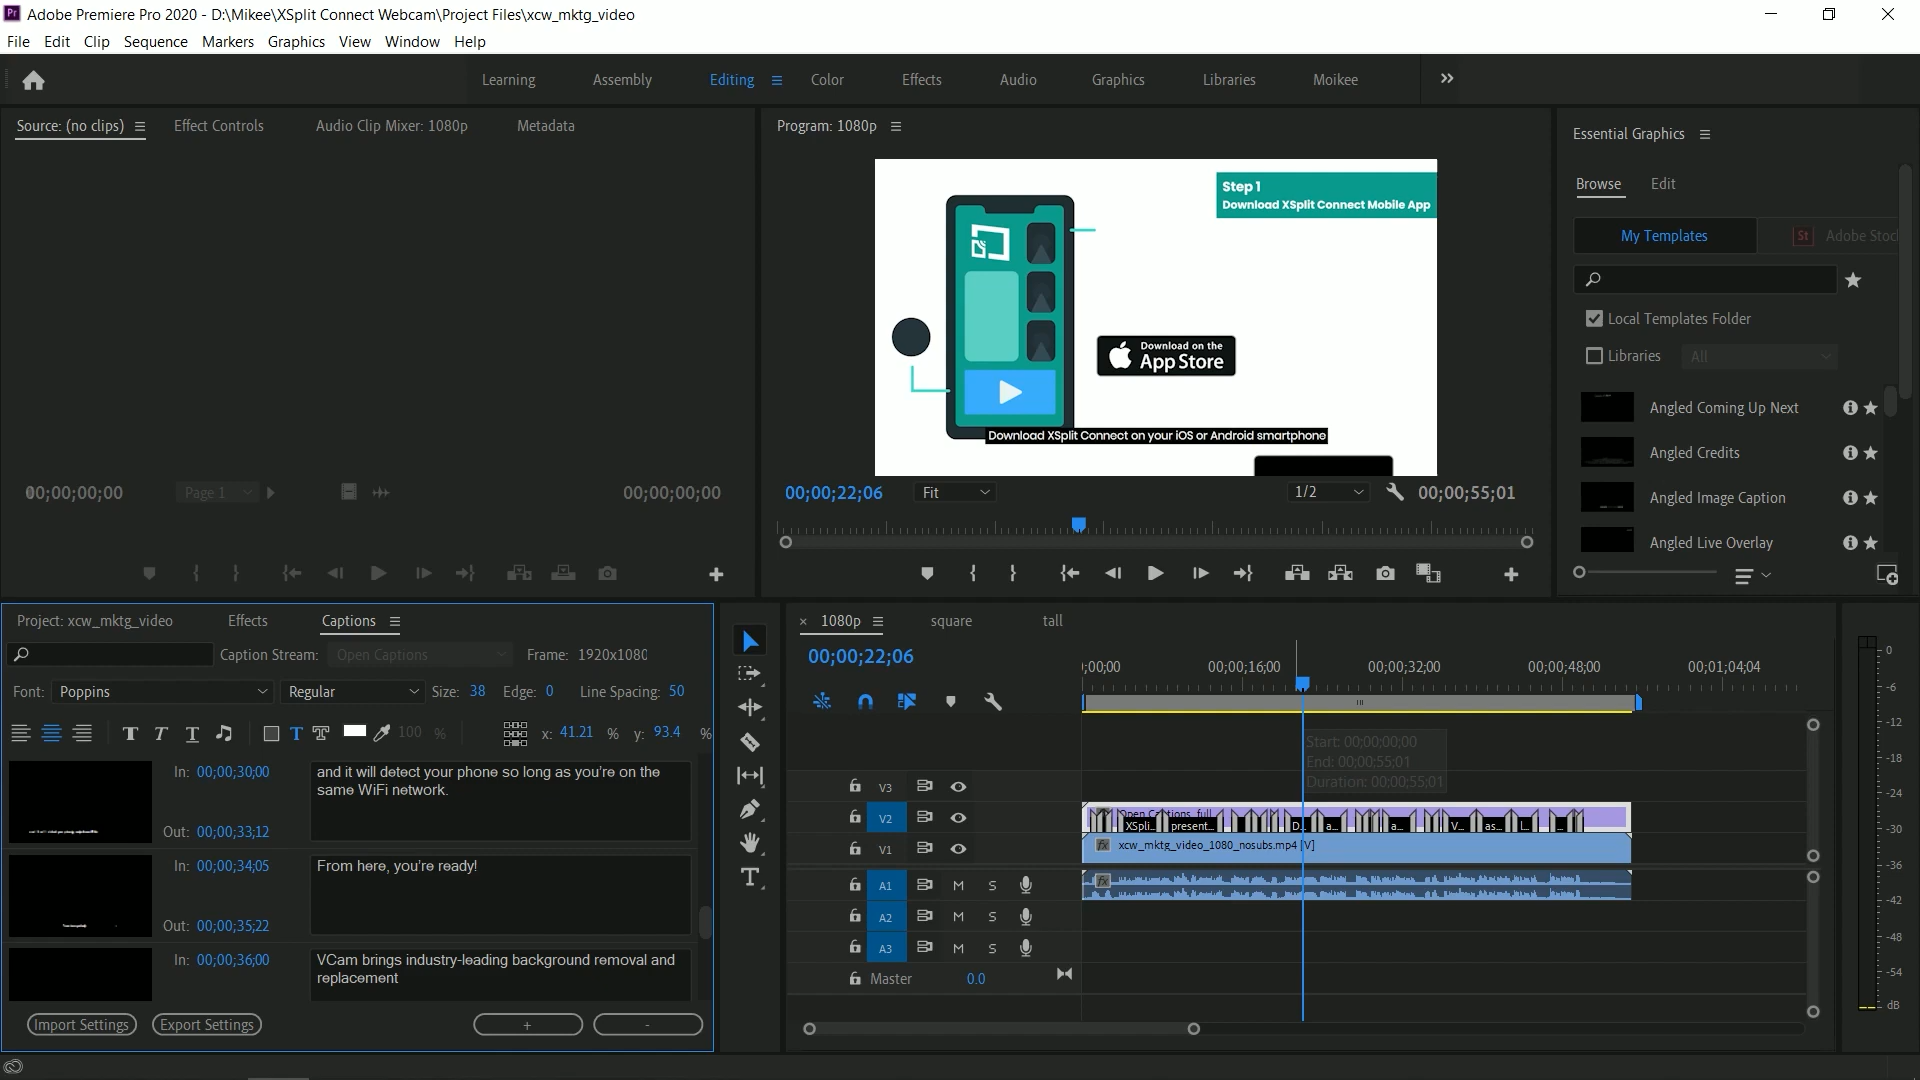 Pr Adobe Premiere Pro 2020 - D:\Mikee\XSplit Connect Webcam\Project Files\xcw_mktg_video
File Edit Clip Sequence Markers Graphics View Window Help
Learning Assembly Editing Color Effects Audio Graphics Libraries Moikee
Source: (no clips) Effect Controls Audio Clip Mixer: 1080p Metadata
Program: 1080p
Essential Graphics
Browse Edit
My Templates St Adobe Stoc
Local Templates Folder
Libraries All
Angled Coming Up Next
Angled Credits
Angled Image Caption
Angled Live Overlay
Step 1
Download XSplit Connect Mobile App
Download on the
App Store
Download XSplit Connect on your iOS or Android smartphone
00;00;00;00 Page 1 00;00;00;00
00;00;22;06 Fit 1/2 00;00;55;01
Project: xcw_mktg_video Effects Captions
Caption Stream: Open Captions Frame: 1920x1080
Font: Poppins Regular Size: 38 Edge: 0 Line Spacing: 50
100 % x: 41.21 % y: 93.4 %
In: 00;00;30;00 and it will detect your phone so long as you're on the
same WiFi network.
Out: 00;00;33;12
In: 00;00;34;05 From here, you're ready!
Out: 00;00;35;22
In: 00;00;36;00 VCam brings industry-leading background removal and
replacement
Import Settings Export Settings + -
× 1080p square tall
00;00;22;06
;00;00 00;00;16;00 00;00;32;00 00;00;48;00 00;01;04;04
Start: 00;00;00;00
End: 00;00;55;01
Duration: 00;00;55;01
V3
V2 Open Captions_full
XSpli... present... D... a... a... V... as... I...
V1 fx xcw_mktg_video_1080_nosubs.mp4 [V]
A1 M S fx
A2 M S
A3 M S
Master 0.0
0
-6
-12
-18
-24
-30
-36
-42
-48
-54
dB